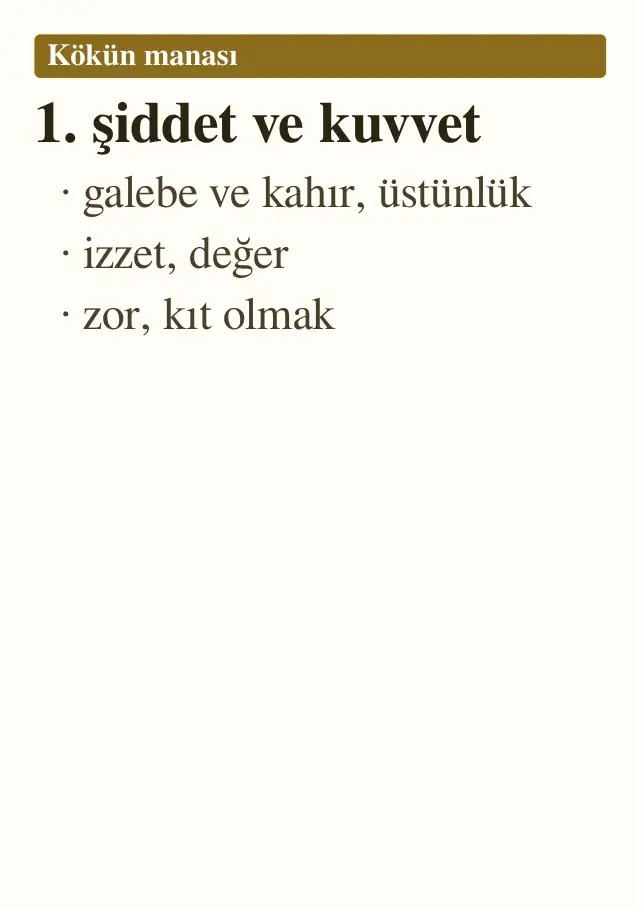 Kökün manası
1. şiddet ve kuvvet
· galebe ve kahır, üstünlük
· izzet, değer
· zor, kıt olmak